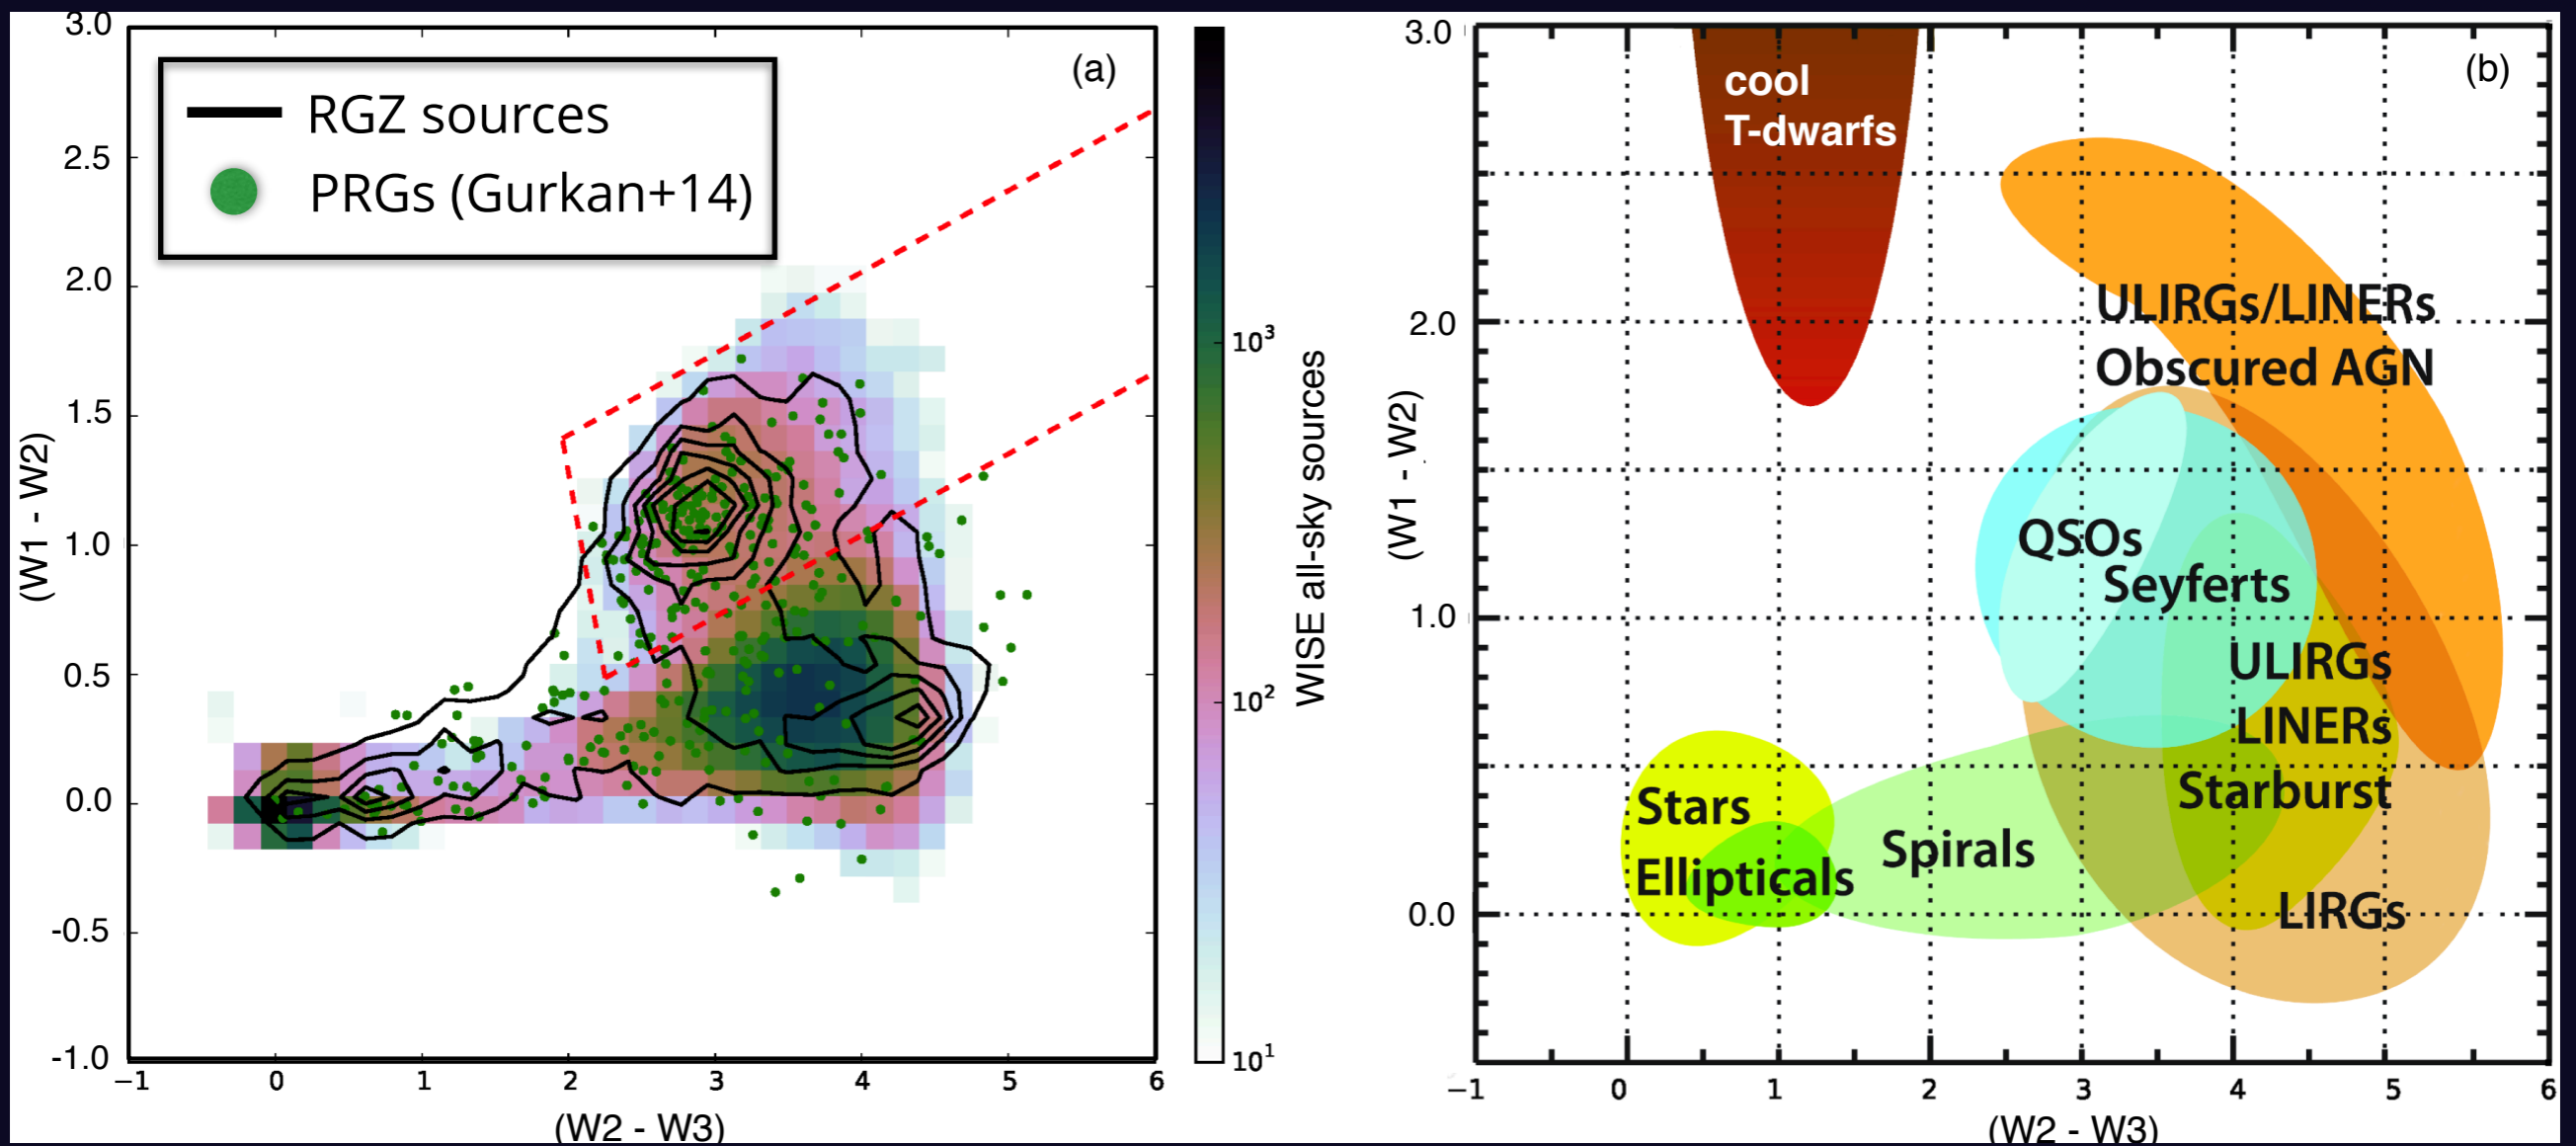 (a)
RGZ sources
PRGs (Gurkan+14)
3.0
2.5
2.0
1.5
1.0
0.5
0.0
-0.5
-1.0
(W1 - W2)
−1 0 1 2 3 4 5 6
(W2 - W3)
10³
10²
10¹
WISE all-sky sources
(b)
3.0
2.0
1.0
0.0
(W1 - W2)
cool
T-dwarfs
ULIRGs/LINERs
Obscured AGN
QSOs
Seyferts
ULIRGs
LINERs
Starburst
Stars
Spirals
Ellipticals
LIRGs
−1 0 1 2 3 4 5 6
(W2 - W3)